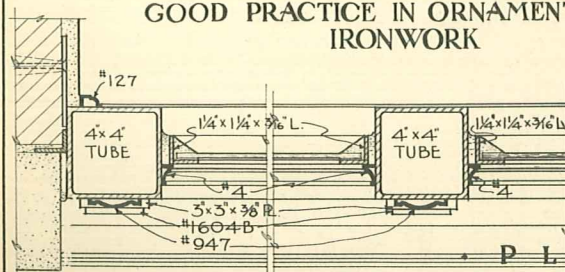 GOOD PRACTICE IN ORNAMEN
IRONWORK
#127
1¼"x1¼"x3/16"L.
1¼"x1¼"x3/16"L
4"x4"
TUBE
4"x4"
TUBE
#4
#4
3"x3"x3/8"PL
#1604B
#947
P L